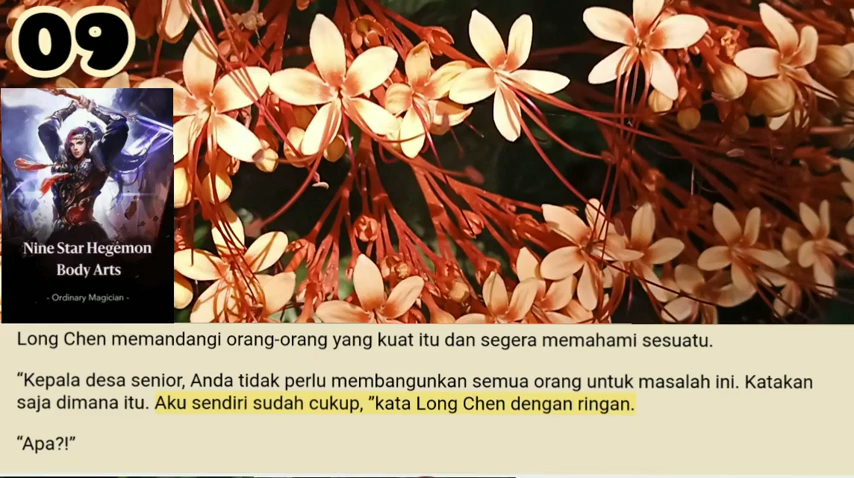 09
Nine Star Hegemon
Body Arts
- Ordinary Magician -
Long Chen memandangi orang-orang yang kuat itu dan segera memahami sesuatu.
“Kepala desa senior, Anda tidak perlu membangunkan semua orang untuk masalah ini. Katakan
saja dimana itu. Aku sendiri sudah cukup, ”kata Long Chen dengan ringan.
“Apa?!”